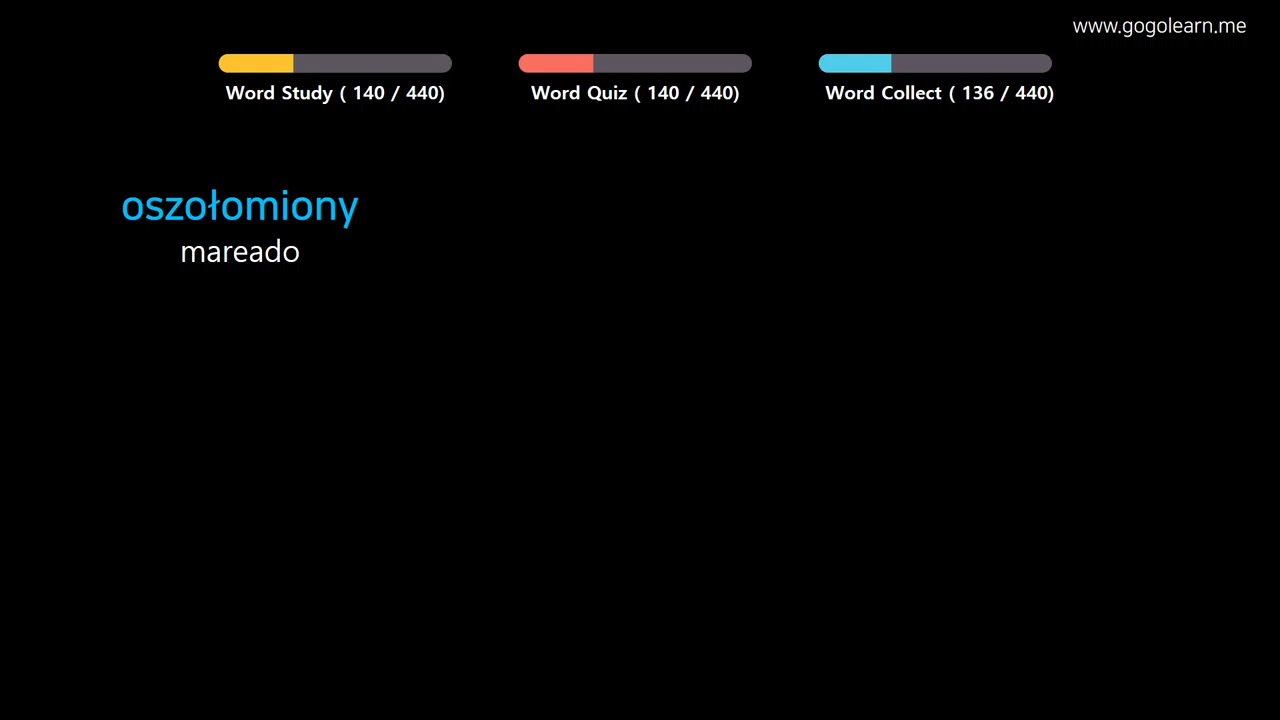 www.gogolearn.me
Word Study ( 140 / 440)
Word Quiz ( 140 / 440)
Word Collect ( 136 / 440)
oszołomiony
mareado